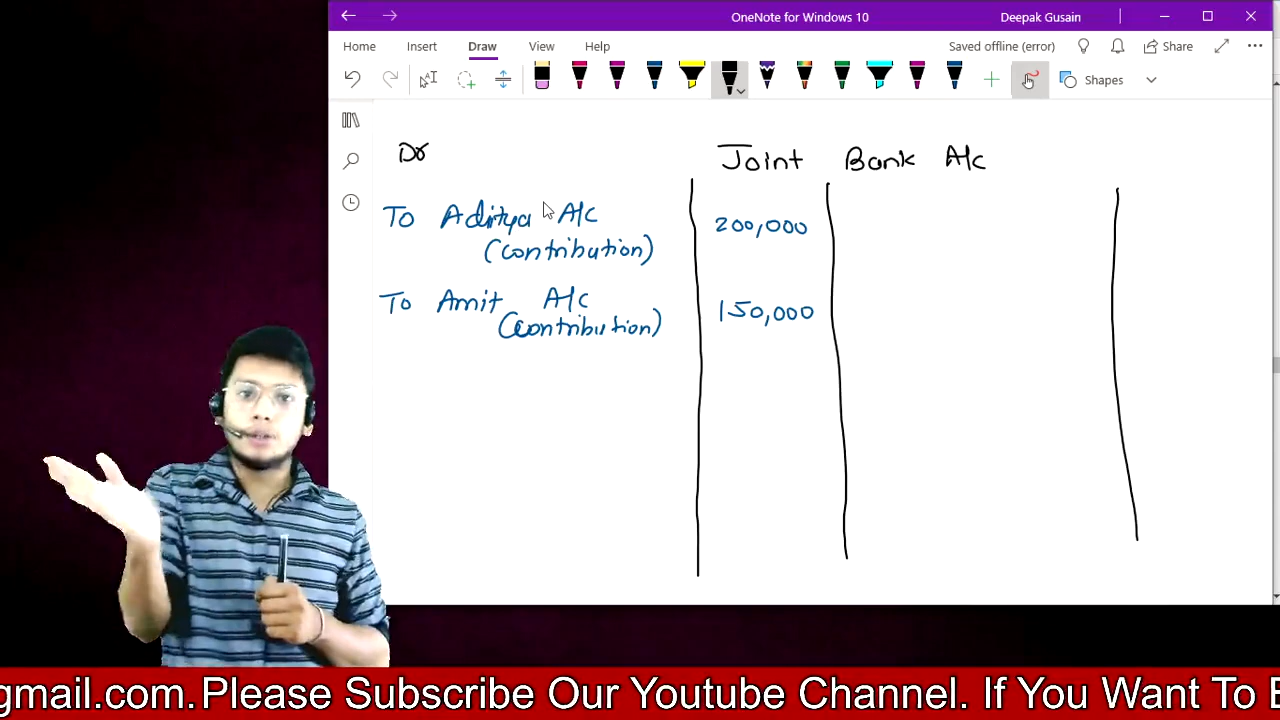 OneNote for Windows 10
Deepak Gusain
Home Insert Draw View Help
Saved offline (error)
Share
Shapes
Dr
Joint Bank A/c
To Aditya A/c 200,000
(contribution)
To Amit A/c 150,000
(contribution)
gmail.com. Please Subscribe Our Youtube Channel. If You Want To